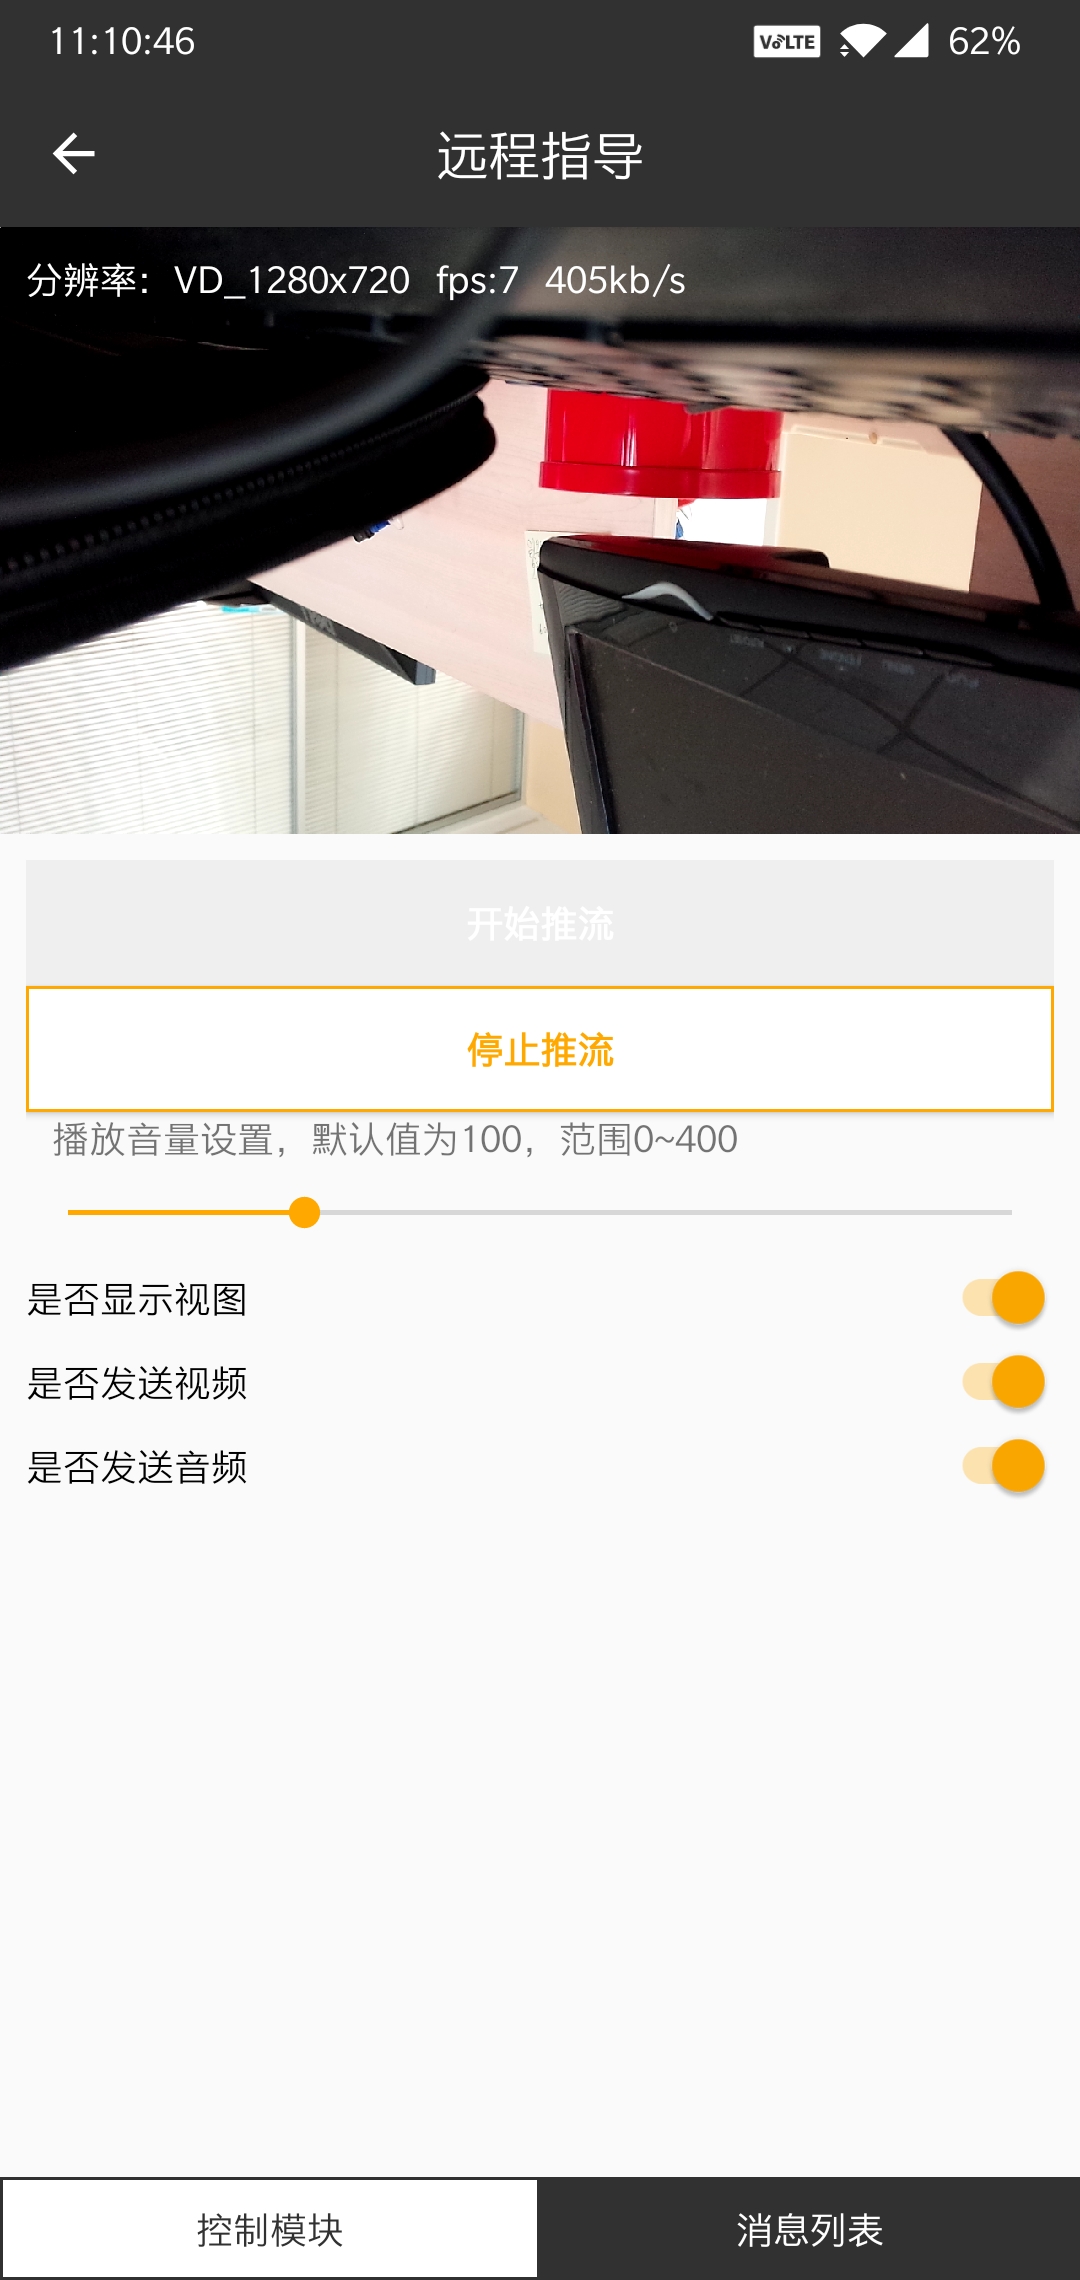 11:10:46
VoLTE 62%
远程指导
分辨率：VD_1280x720 fps:7 405kb/s
开始推流
停止推流
播放音量设置，默认值为100，范围0~400
是否显示视图
是否发送视频
是否发送音频
控制模块
消息列表